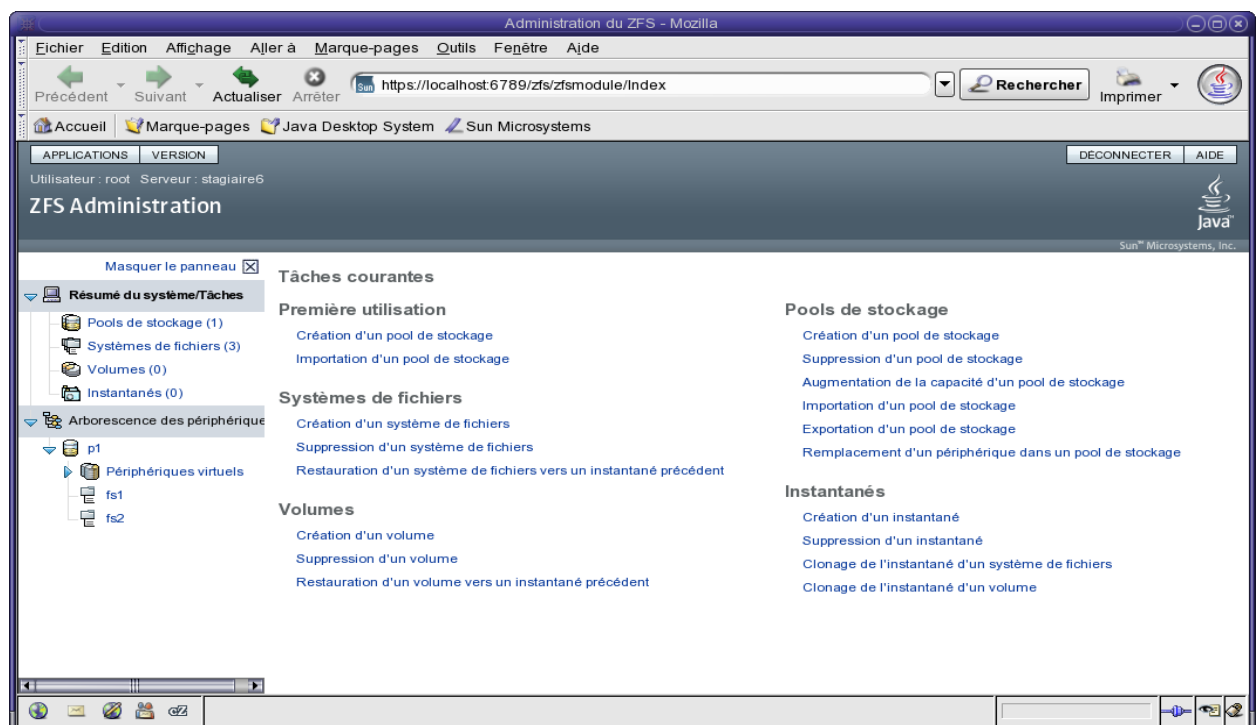 Administration du ZFS - Mozilla
Fichier Edition Affichage Aller à Marque-pages Outils Fenêtre Aide
Précédent Suivant Actualiser Arrêter
Sun https://localhost:6789/zfs/zfsmodule/Index
Rechercher
Imprimer
Accueil Marque-pages Java Desktop System Sun Microsystems
APPLICATIONS VERSION
DÉCONNECTER AIDE
Utilisateur : root Serveur : stagiaire6
ZFS Administration
Java™
Sun™ Microsystems, Inc.
Masquer le panneau
Résumé du système/Tâches
Pools de stockage (1)
Systèmes de fichiers (3)
Volumes (0)
Instantanés (0)
Arborescence des périphérique
p1
Périphériques virtuels
fs1
fs2
Tâches courantes
Première utilisation
Création d'un pool de stockage
Importation d'un pool de stockage
Systèmes de fichiers
Création d'un système de fichiers
Suppression d'un système de fichiers
Restauration d'un système de fichiers vers un instantané précédent
Volumes
Création d'un volume
Suppression d'un volume
Restauration d'un volume vers un instantané précédent
Pools de stockage
Création d'un pool de stockage
Suppression d'un pool de stockage
Augmentation de la capacité d'un pool de stockage
Importation d'un pool de stockage
Exportation d'un pool de stockage
Remplacement d'un périphérique dans un pool de stockage
Instantanés
Création d'un instantané
Suppression d'un instantané
Clonage de l'instantané d'un système de fichiers
Clonage de l'instantané d'un volume